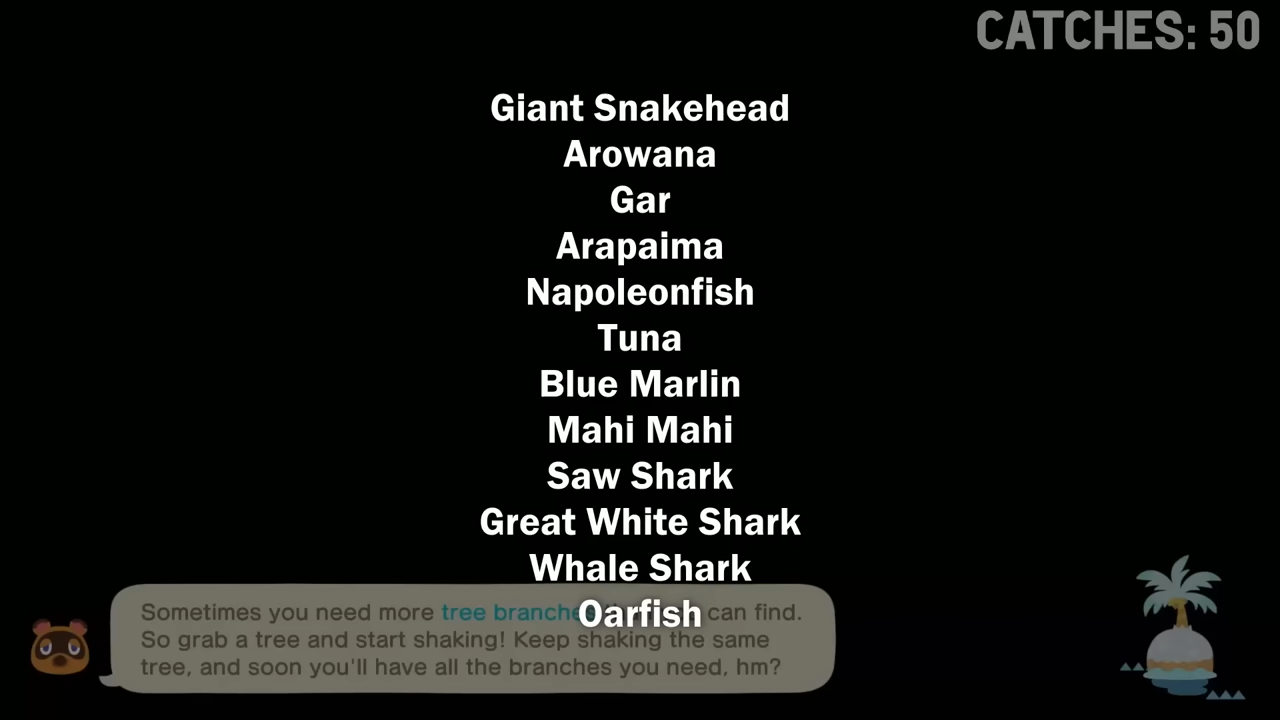 CATCHES: 50
Giant Snakehead
Arowana
Gar
Arapaima
Napoleonfish
Tuna
Blue Marlin
Mahi Mahi
Saw Shark
Great White Shark
Whale Shark
Oarfish
Sometimes you need more tree branches can find.
So grab a tree and start shaking! Keep shaking the same
tree, and soon you'll have all the branches you need, hm?